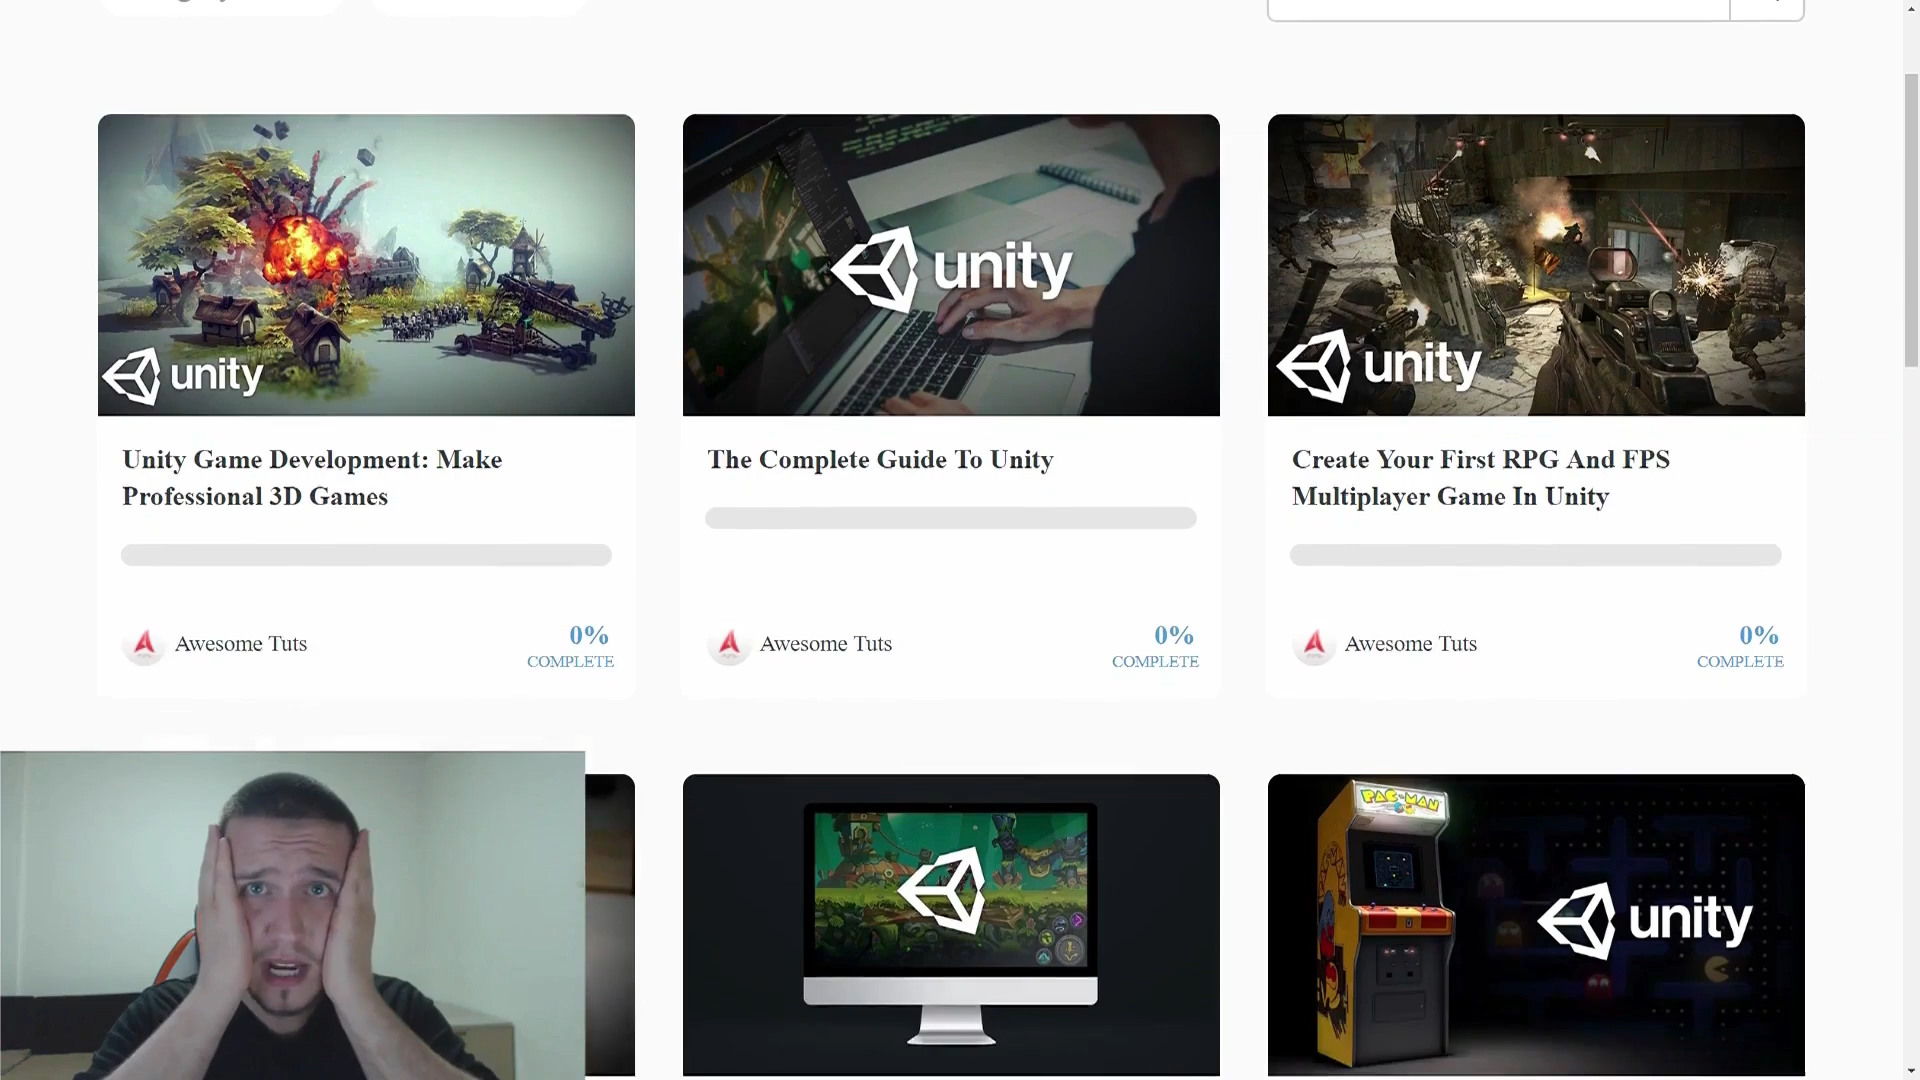 unity
unity
unity
Unity Game Development: Make
Professional 3D Games
The Complete Guide To Unity
Create Your First RPG And FPS
Multiplayer Game In Unity
Awesome Tuts
0%
COMPLETE
Awesome Tuts
0%
COMPLETE
Awesome Tuts
0%
COMPLETE
PAC-MAN
unity